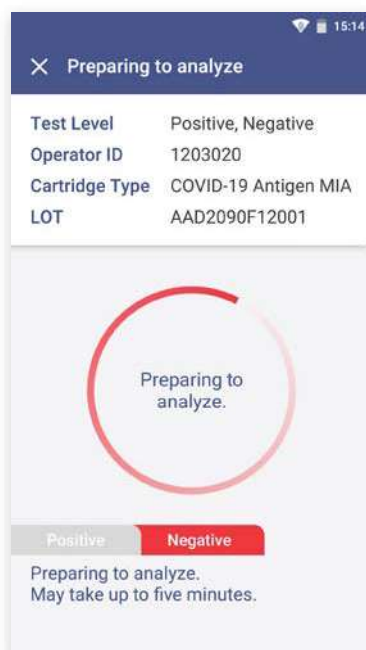 15:14
Preparing to analyze
Test Level Positive, Negative
Operator ID 1203020
Cartridge Type COVID-19 Antigen MIA
LOT AAD2090F12001
Preparing to
analyze.
Positive Negative
Preparing to analyze.
May take up to five minutes.